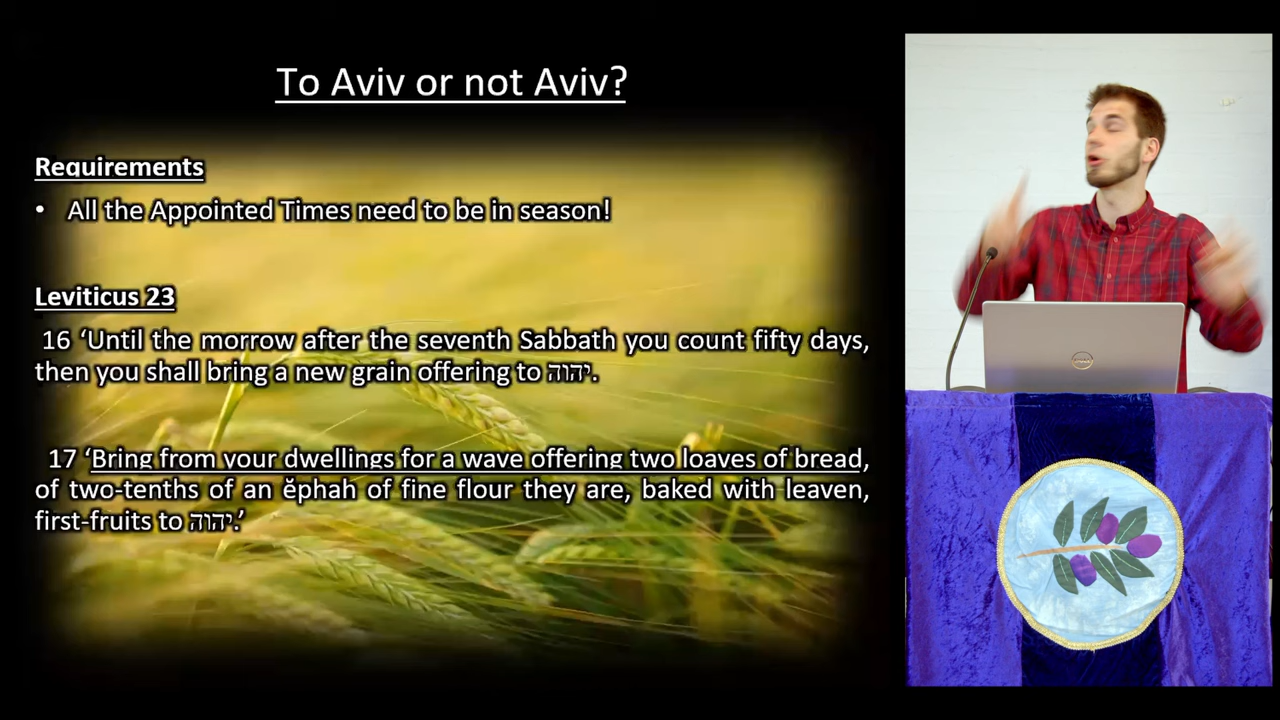 To Aviv or not Aviv?
Requirements
• All the Appointed Times need to be in season!
Leviticus 23
16 ‘Until the morrow after the seventh Sabbath you count fifty days,
then you shall bring a new grain offering to יהוה.
17 ‘Bring from your dwellings for a wave offering two loaves of bread,
of two-tenths of an ĕphah of fine flour they are, baked with leaven,
first-fruits to יהוה.’
DELL